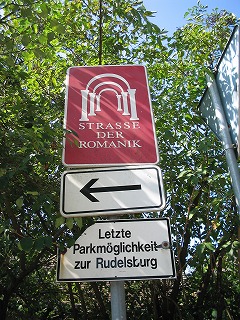 STRASSE
DER
ROMANIK
Letzte
Parkmöglichkeit
zur Rudelsburg